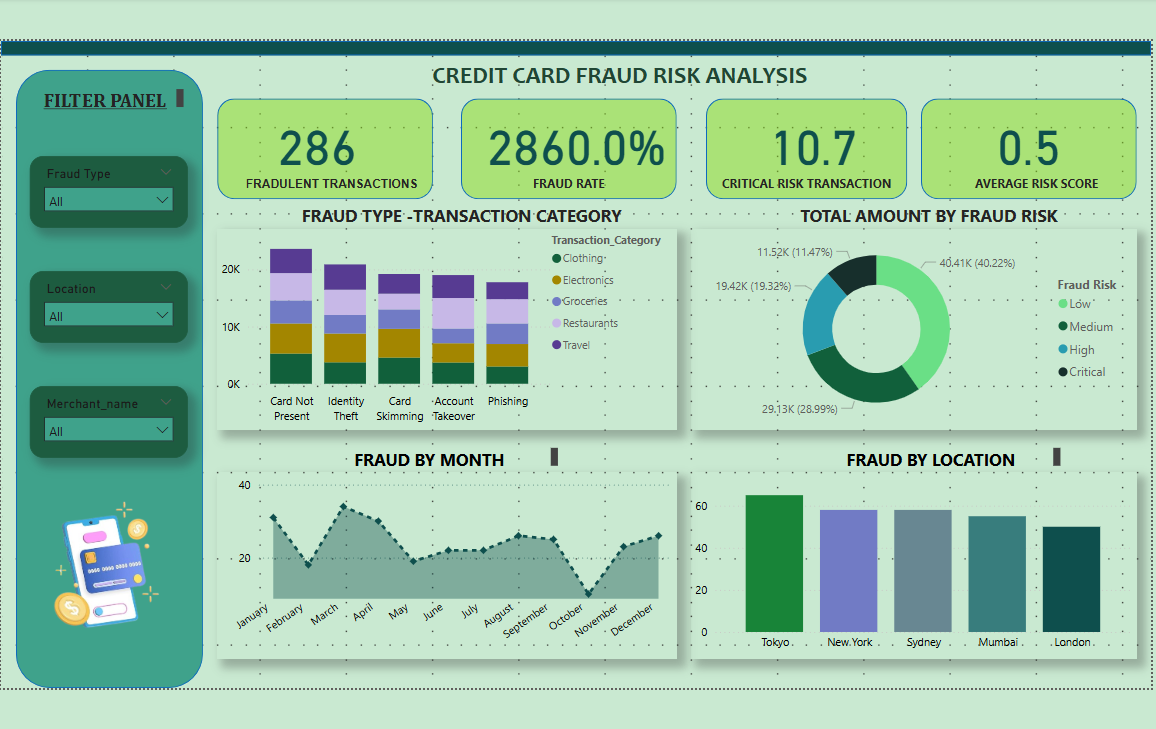 CREDIT CARD FRAUD RISK ANALYSIS
FILTER PANEL
Fraud Type
All
Location
All
Merchant_name
All
286
FRADULENT TRANSACTIONS
2860.0%
FRAUD RATE
10.7
CRITICAL RISK TRANSACTION
0.5
AVERAGE RISK SCORE
FRAUD TYPE -TRANSACTION CATEGORY
20K
10K
0K
Card Not
Present
Identity
Theft
Card
Skimming
Account
Takeover
Phishing
Transaction_Category
Clothing
Electronics
Groceries
Restaurants
Travel
TOTAL AMOUNT BY FRAUD RISK
11.52K (11.47%)
40.41K (40.22%)
19.42K (19.32%)
29.13K (28.99%)
Fraud Risk
Low
Medium
High
Critical
FRAUD BY MONTH
40
20
January
February
March
April
May
June
July
August
September
October
November
December
FRAUD BY LOCATION
60
40
20
0
Tokyo
New York
Sydney
Mumbai
London